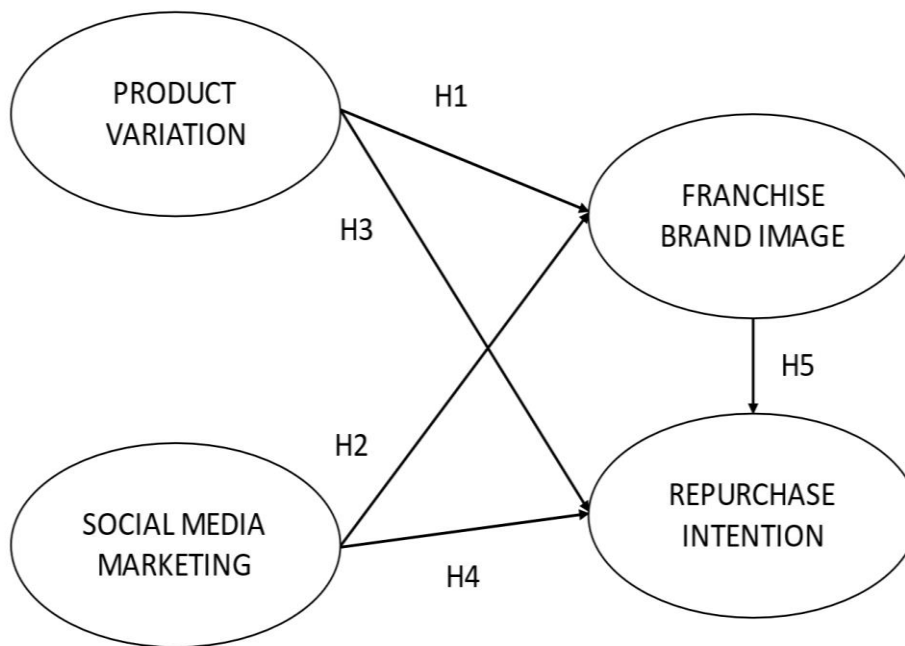 PRODUCT
VARIATION
H1
FRANCHISE
BRAND IMAGE
H3
H5
H2
REPURCHASE
INTENTION
SOCIAL MEDIA
MARKETING
H4